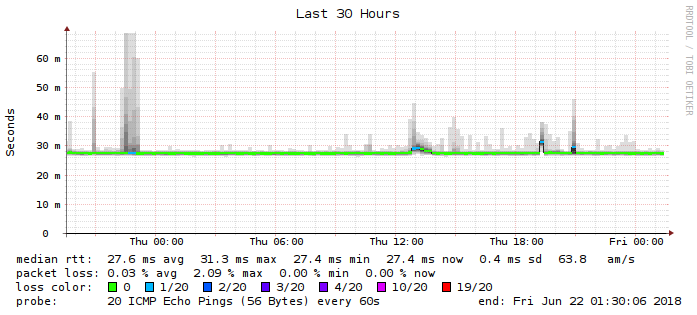 Last 30 Hours
RRDTOOL / TOBI OETIKER
Seconds
60 m
50 m
40 m
30 m
20 m
10 m
0
Thu 00:00 Thu 06:00 Thu 12:00 Thu 18:00 Fri 00:00
median rtt: 27.6 ms avg 31.3 ms max 27.4 ms min 27.4 ms now 0.4 ms sd 63.8 am/s
packet loss: 0.03 % avg 2.09 % max 0.00 % min 0.00 % now
loss color: 0 1/20 2/20 3/20 4/20 10/20 19/20
probe: 20 ICMP Echo Pings (56 Bytes) every 60s end: Fri Jun 22 01:30:06 2018